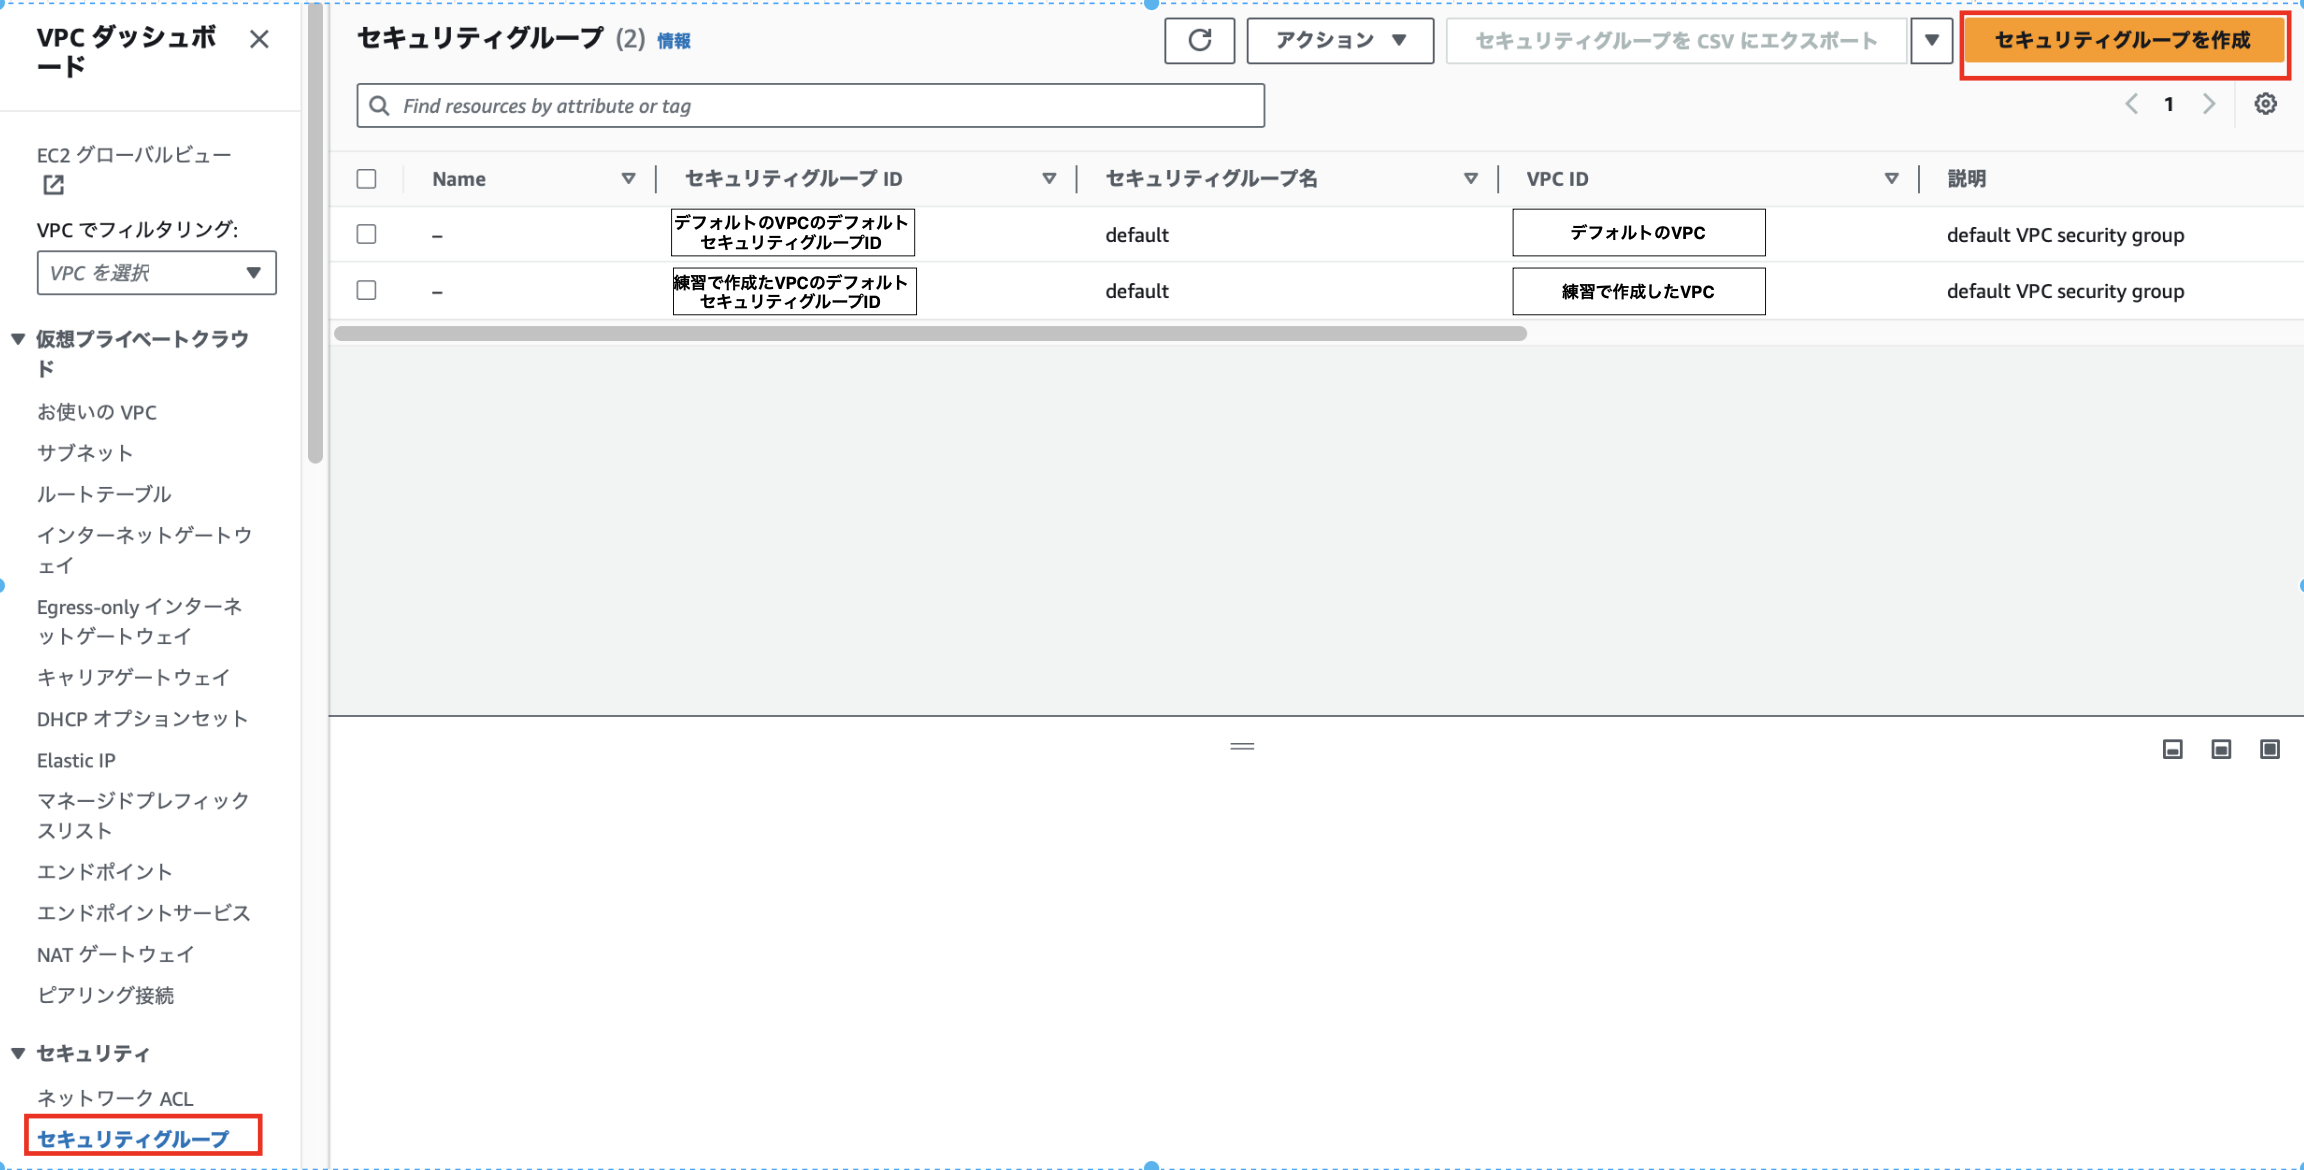 VPC ダッシュボ
ード
EC2 グローバルビュー
VPC でフィルタリング:
VPC を選択
仮想プライベートクラウ
ド
お使いの VPC
サブネット
ルートテーブル
インターネットゲートウ
ェイ
Egress-only インターネ
ットゲートウェイ
キャリアゲートウェイ
DHCP オプションセット
Elastic IP
マネージドプレフィック
スリスト
エンドポイント
エンドポイントサービス
NAT ゲートウェイ
ピアリング接続
セキュリティ
ネットワーク ACL
セキュリティグループ
セキュリティグループ (2) 情報
アクション
セキュリティグループを CSV にエクスポート
セキュリティグループを作成
Find resources by attribute or tag
1
Name セキュリティグループ ID セキュリティグループ名 VPC ID 説明
– デフォルトのVPCのデフォルト
セキュリティグループID default デフォルトのVPC default VPC security group
– 練習で作成たVPCのデフォルト
セキュリティグループID default 練習で作成したVPC default VPC security group